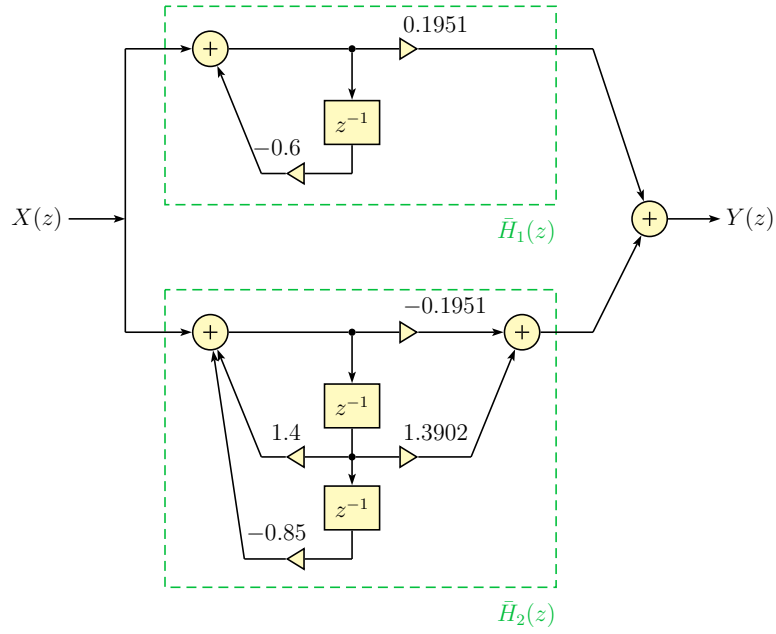 0.1951
+
z⁻¹
−0.6
H̄₁(z)
X(z)
+
Y(z)
−0.1951
+
+
z⁻¹
1.4
1.3902
z⁻¹
−0.85
H̄₂(z)